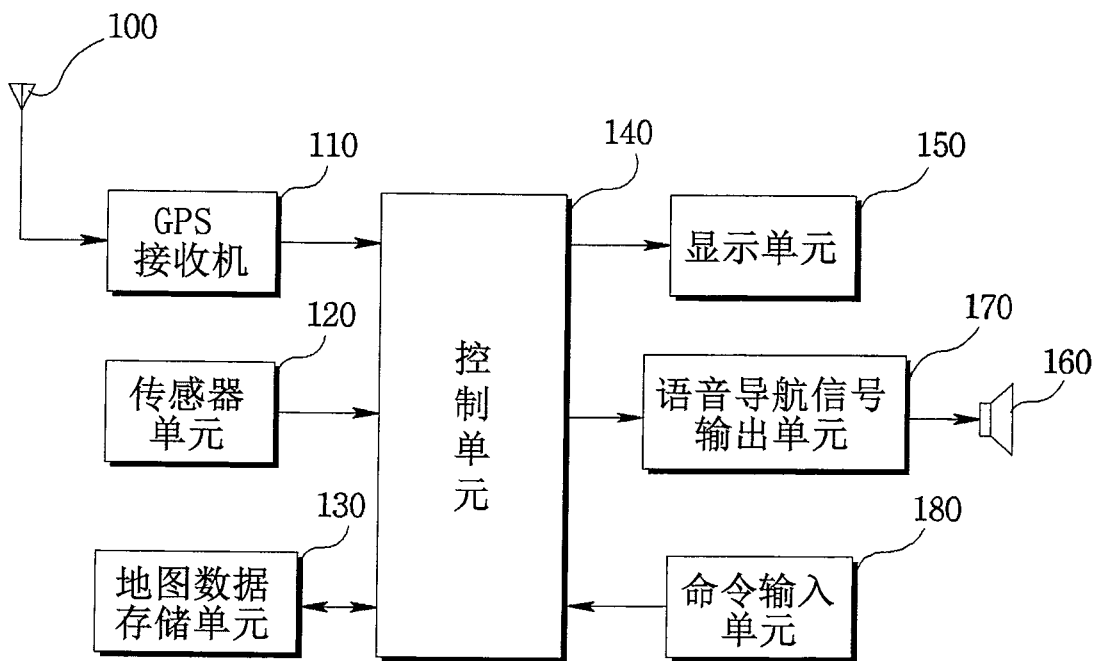 100
110
GPS
接收机
120
传感器
单元
130
地图数据
存储单元
140
控制单元
150
显示单元
170
语音导航信号
输出单元
160
180
命令输入
单元